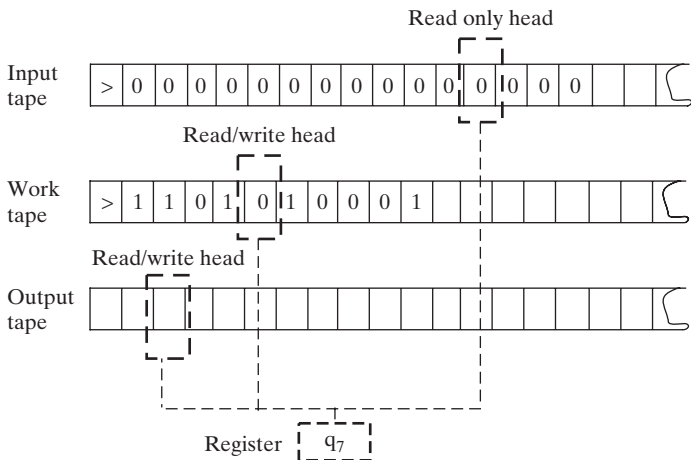 Read only head
Input tape
> 0 0 0 0 0 0 0 0 0 0 0 0 0 0 0
Read/write head
Work tape
> 1 1 0 1 0 1 0 0 0 1
Read/write head
Output tape
Register q₇